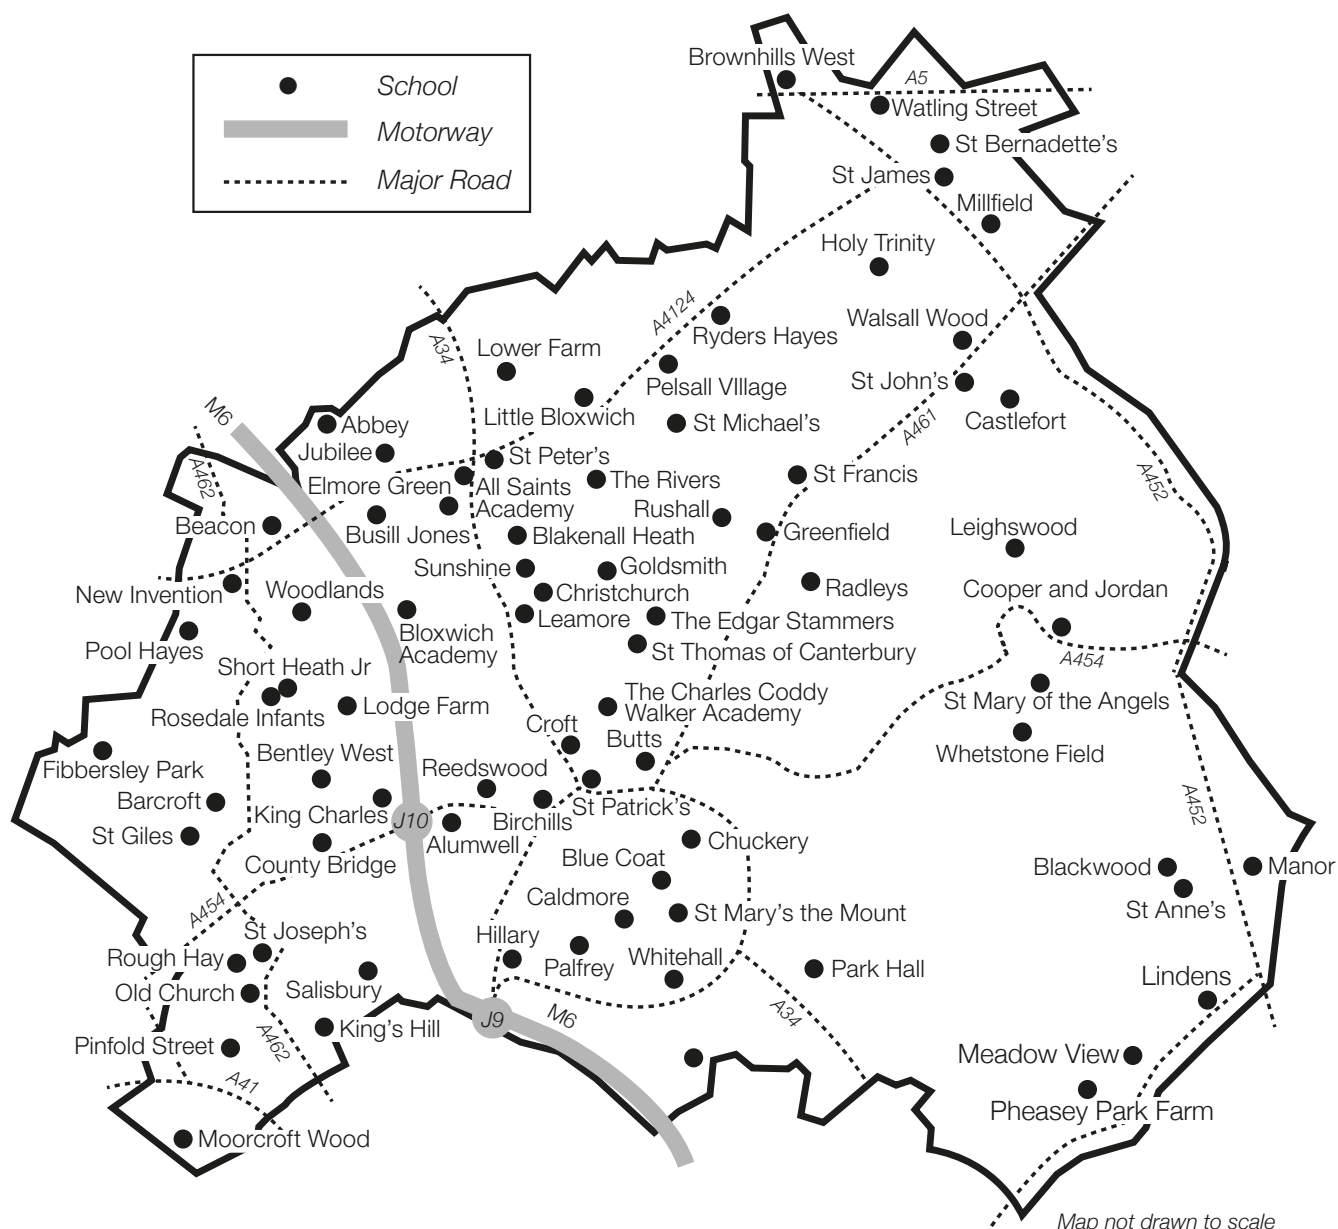 Brownhills West
School
A5
Watling Street
Motorway
St Bernadette's
St James
Major Road
Millfield
Holy Trinity
A4124
Ryders Hayes
Walsall Wood
A34
Lower Farm
Pelsall VIllage
St John's
Little Bloxwich
Castlefort
M6
Abbey
St Michael's
A461
Jubilee
St Peter's
A462
Elmore Green
All Saints
Academy
The Rivers
St Francis
A452
Rushall
Beacon
Busill Jones
Blakenall Heath
Greenfield
Leighswood
Sunshine
Goldsmith
New Invention
Woodlands
Christchurch
Radleys
Cooper and Jordan
Leamore
The Edgar Stammers
Bloxwich
Academy
Pool Hayes
St Thomas of Canterbury
A454
Short Heath Jr
Rosedale Infants
Lodge Farm
The Charles Coddy
Walker Academy
St Mary of the Angels
Croft
Butts
Whetstone Field
Bentley West
Fibbersley Park
Reedswood
Barcroft
King Charles
J10
Birchills
St Patrick's
A452
St Giles
Alumwell
Chuckery
County Bridge
Blue Coat
Blackwood
Manor
Caldmore
St Anne's
A454
St Mary's the Mount
St Joseph's
Hillary
Rough Hay
Palfrey
Whitehall
Park Hall
Lindens
Old Church
Salisbury
A34
J9
M6
King's Hill
A462
Pinfold Street
Meadow View
A41
Pheasey Park Farm
Moorcroft Wood
Map not drawn to scale